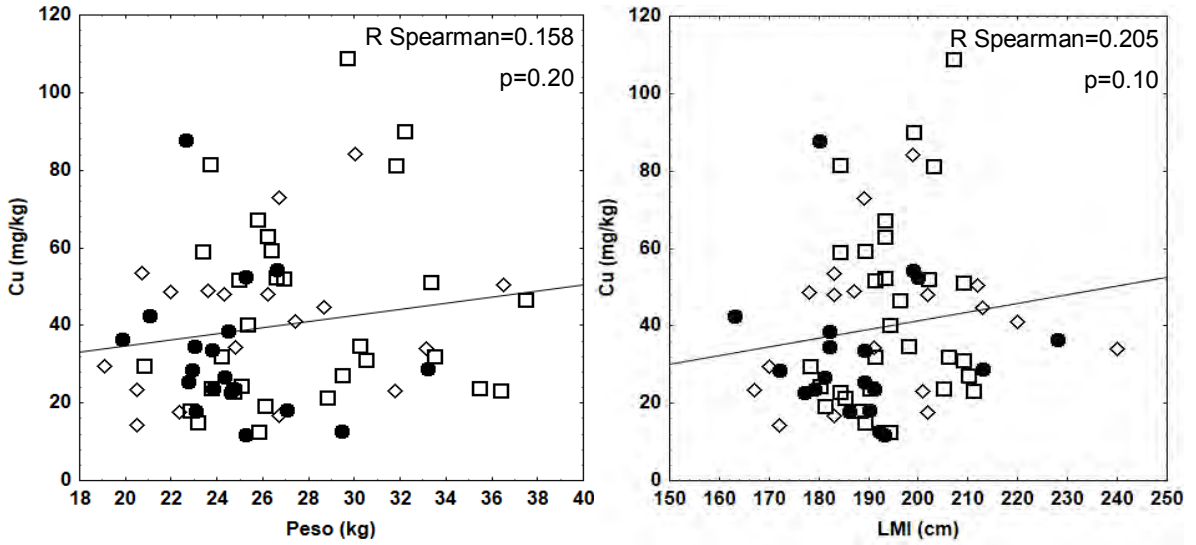 R Spearman=0.158
p=0.20
Cu (mg/kg)
120
100
80
60
40
20
0
18 20 22 24 26 28 30 32 34 36 38 40
Peso (kg)
R Spearman=0.205
p=0.10
Cu (mg/kg)
120
100
80
60
40
20
0
150 160 170 180 190 200 210 220 230 240 250
LMI (cm)